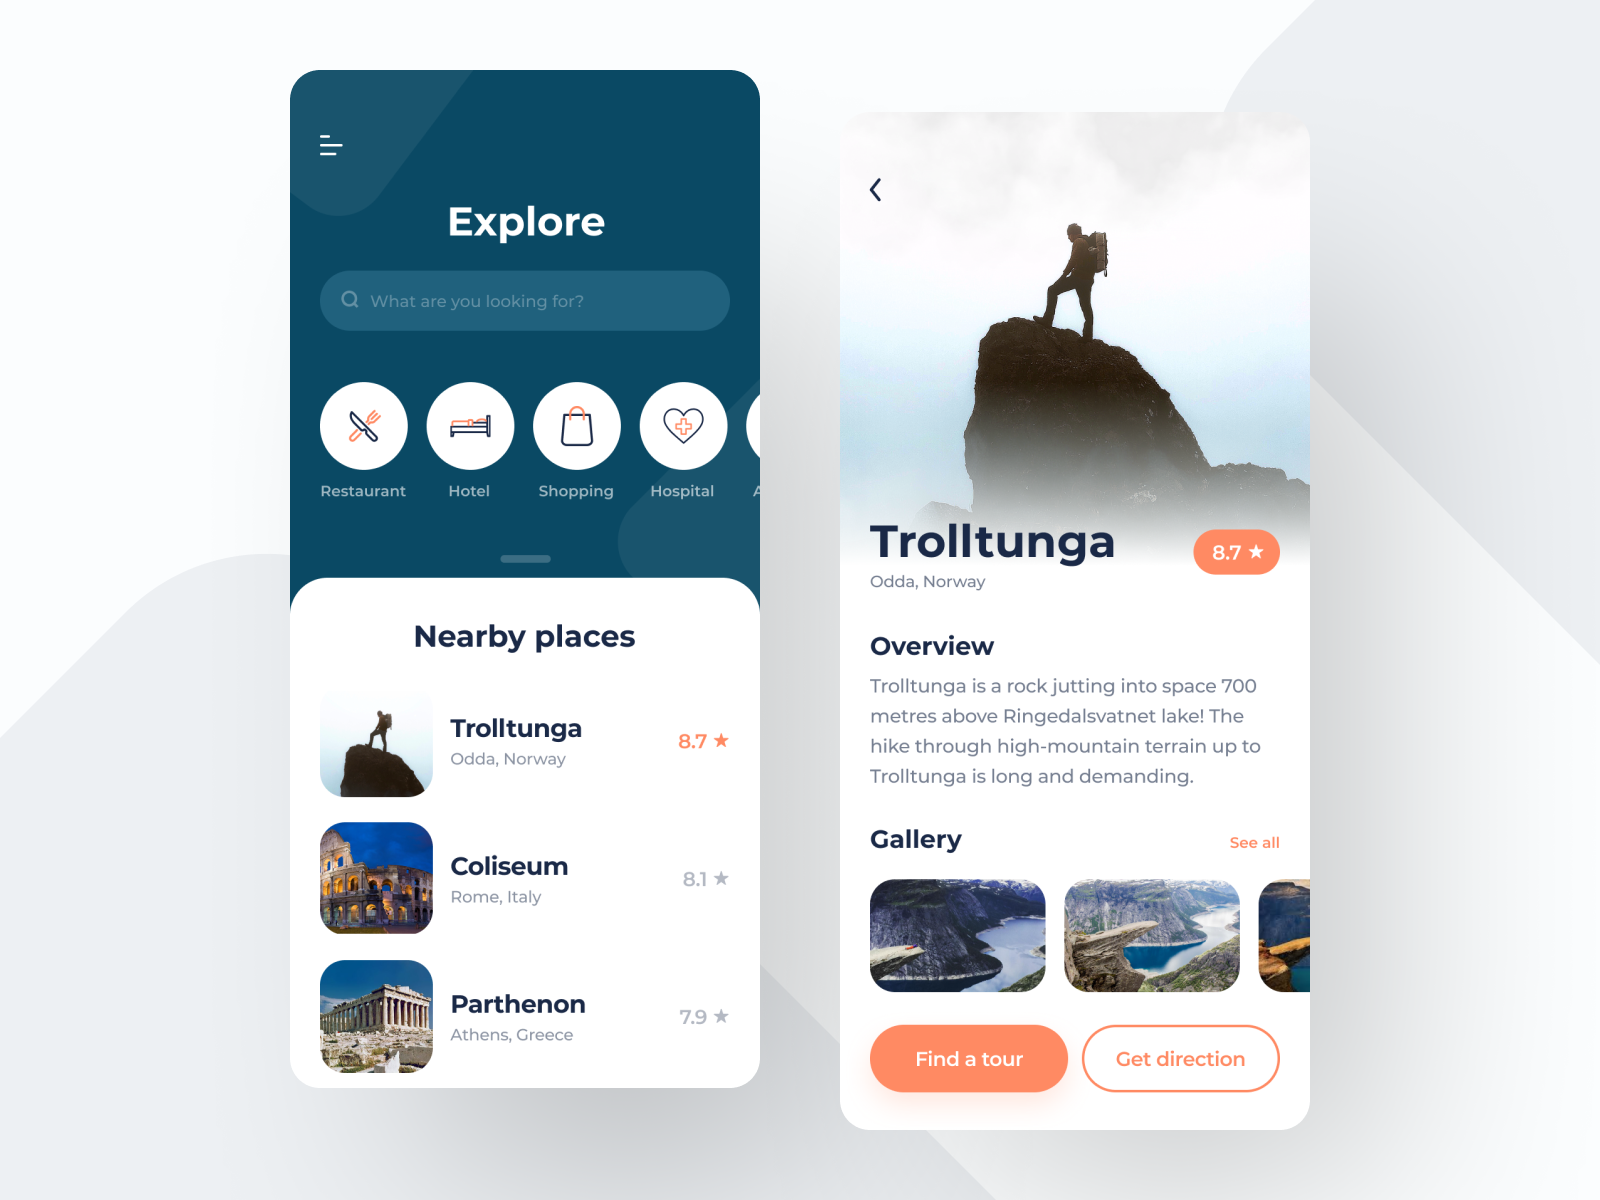 Explore
What are you looking for?
Restaurant
Hotel
Shopping
Hospital
A
Nearby places
Trolltunga
Odda, Norway
8.7
Coliseum
Rome, Italy
8.1
Parthenon
Athens, Greece
7.9
Trolltunga
Odda, Norway
8.7
Overview
Trolltunga is a rock jutting into space 700
metres above Ringedalsvatnet lake! The
hike through high-mountain terrain up to
Trolltunga is long and demanding.
Gallery
See all
Find a tour
Get direction